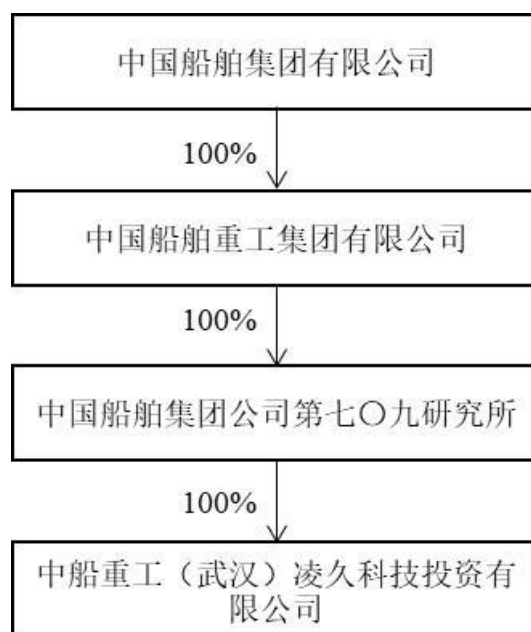 中国船舶集团有限公司
100%
中国船舶重工集团有限公司
100%
中国船舶集团公司第七〇九研究所
100%
中船重工（武汉）凌久科技投资有
限公司